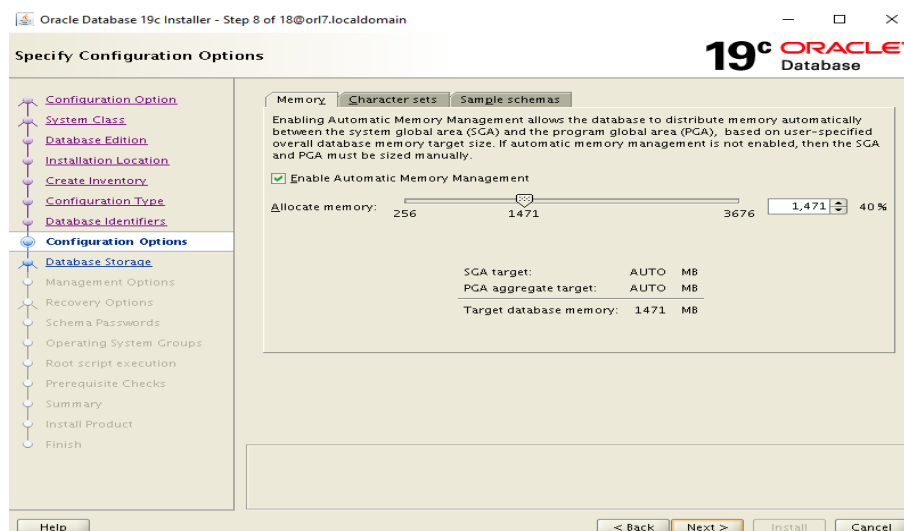 Oracle Database 19c Installer - Step 8 of 18@orl7.localdomain
Specify Configuration Options
19c ORACLE
Database
Configuration Option
System Class
Database Edition
Installation Location
Create Inventory
Configuration Type
Database Identifiers
Configuration Options
Database Storage
Management Options
Recovery Options
Schema Passwords
Operating System Groups
Root script execution
Prerequisite Checks
Summary
Install Product
Finish
Memory Character sets Sample schemas
Enabling Automatic Memory Management allows the database to distribute memory automatically
between the system global area (SGA) and the program global area (PGA), based on user-specified
overall database memory target size. If automatic memory management is not enabled, then the SGA
and PGA must be sized manually.
Enable Automatic Memory Management
Allocate memory: 256 1471 3676 1,471 40 %
SGA target: AUTO MB
PGA aggregate target: AUTO MB
Target database memory: 1471 MB
Help < Back Next > Install Cancel